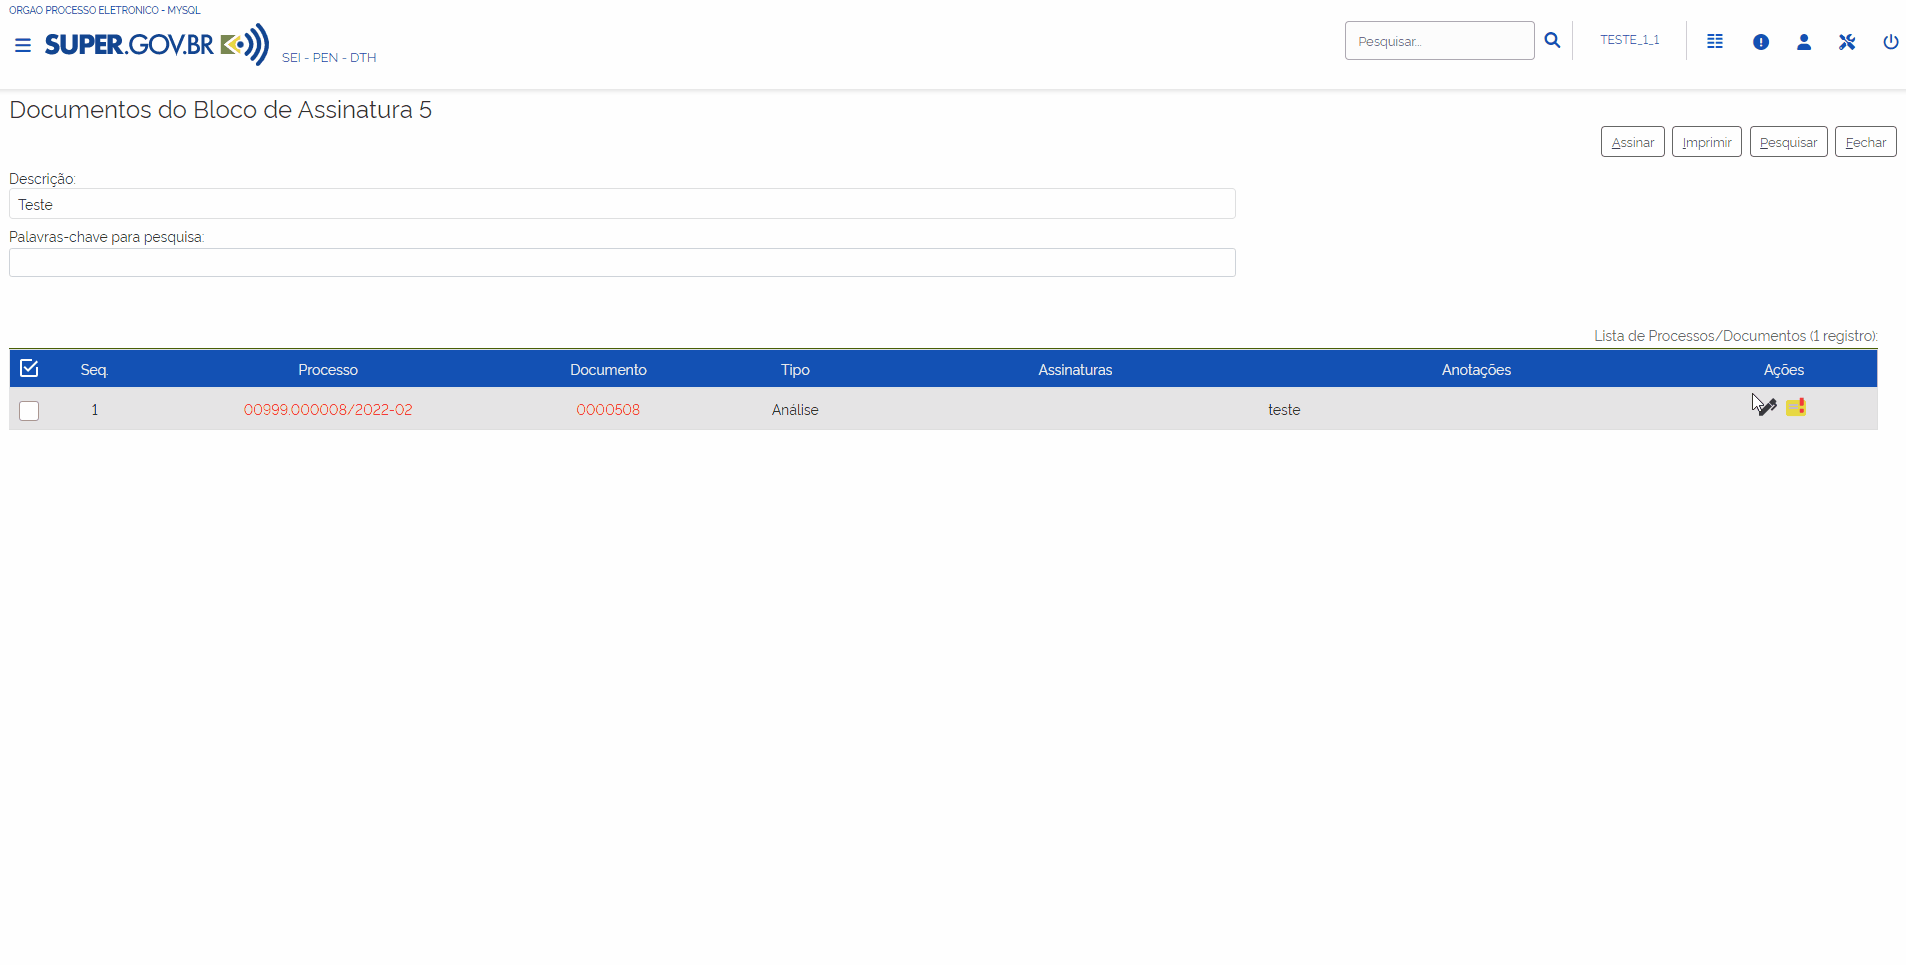 ORGAO PROCESSO ELETRONICO - MYSQL
SUPER.GOV.BR
SEI - PEN - DTH
Pesquisar...
TESTE_1_1
Documentos do Bloco de Assinatura 5
Assinar Imprimir Pesquisar Fechar
Descrição:
Teste
Palavras-chave para pesquisa:
Lista de Processos/Documentos (1 registro):
Seq. Processo Documento Tipo Assinaturas Anotações Ações
1 00999.000008/2022-02 0000508 Análise teste